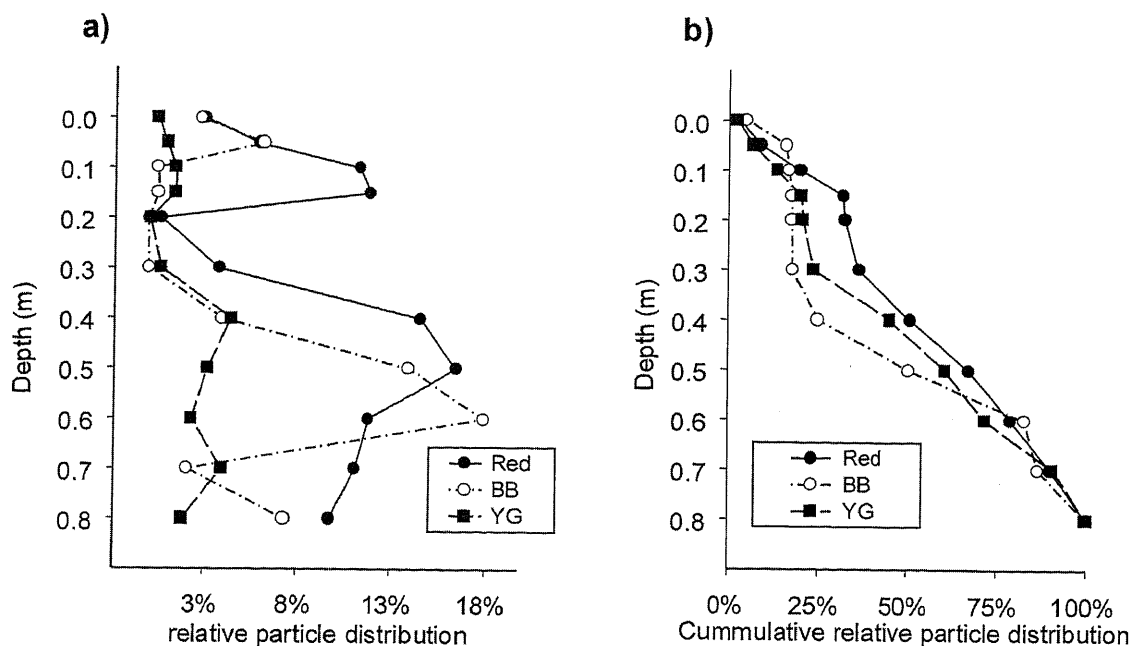 a)
0.0
0.1
0.2
0.3
0.4
0.5
0.6
0.7
0.8
Depth (m)
Red
BB
YG
3%
8%
13%
18%
relative particle distribution
b)
0.0
0.1
0.2
0.3
0.4
0.5
0.6
0.7
0.8
Depth (m)
Red
BB
YG
0%
25%
50%
75%
100%
Cummulative relative particle distribution